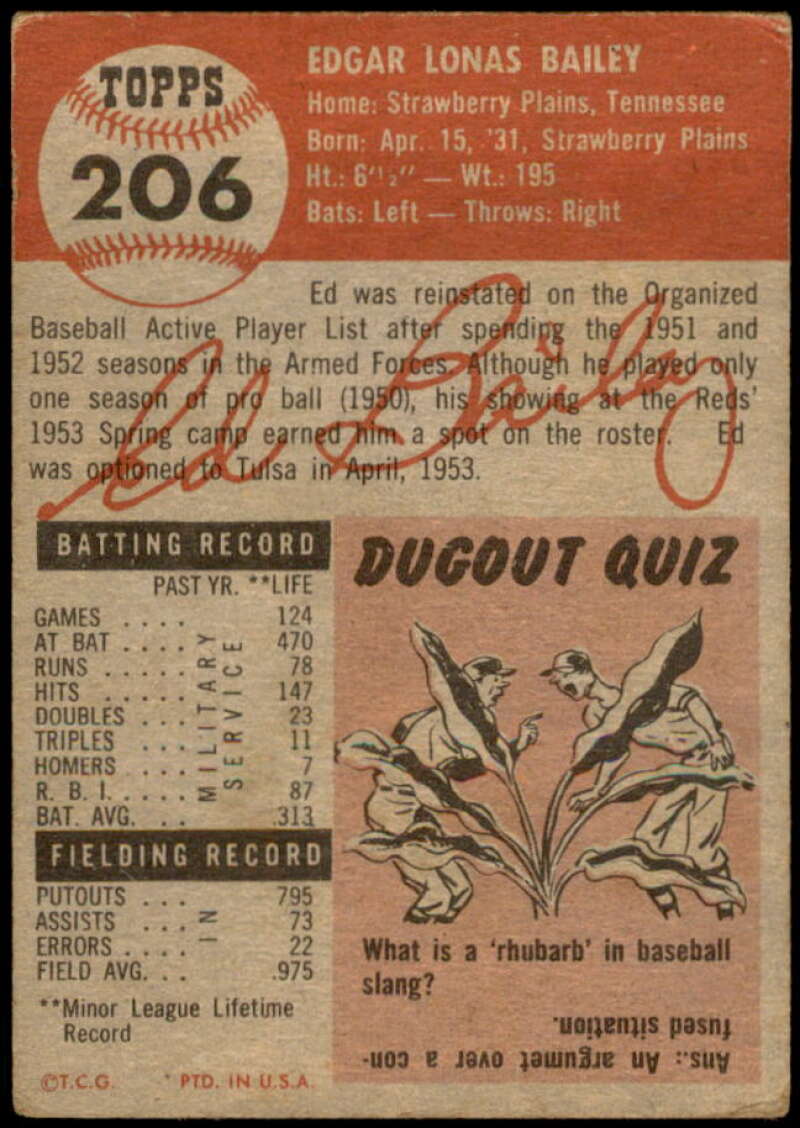 TOPPS
206
EDGAR LONAS BAILEY
Home: Strawberry Plains, Tennessee
Born: Apr. 15, '31, Strawberry Plains
Ht.: 6'½" — Wt.: 195
Bats: Left — Throws: Right
Ed was reinstated on the Organized
Baseball Active Player List after spending the 1951 and
1952 seasons in the Armed Forces. Although he played only
one season of pro ball (1950), his showing at the Reds'
1953 Spring camp earned him a spot on the roster. Ed
was optioned to Tulsa in April, 1953.
Ed Bailey
BATTING RECORD
PAST YR. **LIFE
GAMES .... 124
AT BAT .... 470
RUNS ...... 78
HITS ...... 147
DOUBLES ... 23
TRIPLES ... 11
HOMERS .... 7
R. B. I. .... 87
BAT. AVG. .. .313
IN MILITARY
SERVICE
FIELDING RECORD
PUTOUTS ... 795
ASSISTS ... 73
ERRORS .... 22
FIELD AVG. .. .975
**Minor League Lifetime
Record
©T.C.G. PTD. IN U.S.A.
DUGOUT QUIZ
What is a 'rhubarb' in baseball
slang?
Ans.: An argumet over a con-
fused situation.